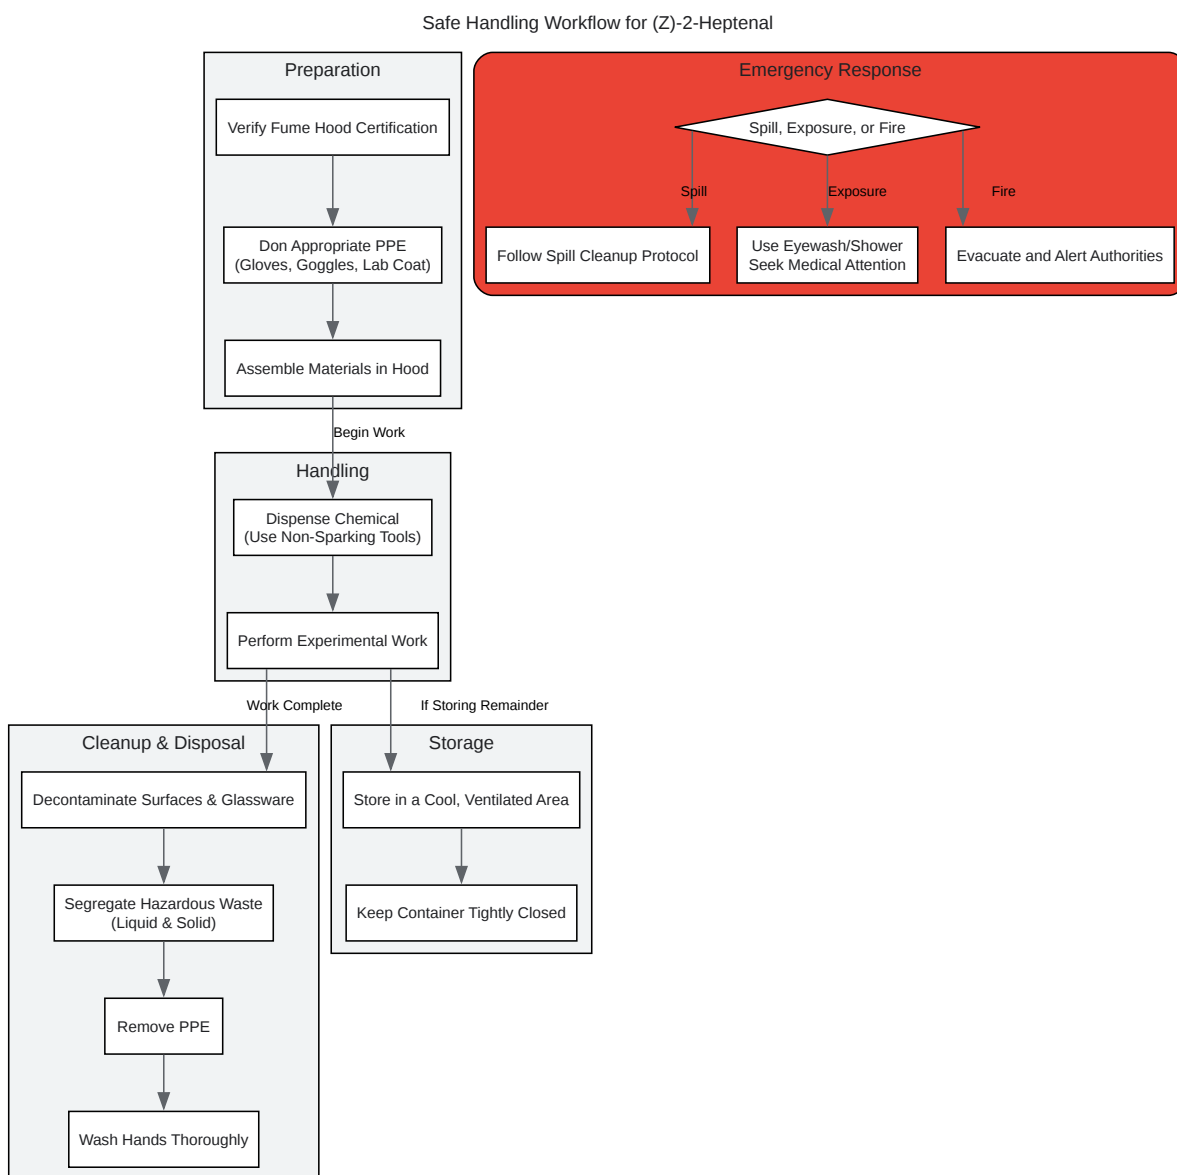 Safe Handling Workflow for (Z)-2-Heptenal
Preparation
Verify Fume Hood Certification
Don Appropriate PPE
(Gloves, Goggles, Lab Coat)
Assemble Materials in Hood
Begin Work
Handling
Dispense Chemical
(Use Non-Sparking Tools)
Perform Experimental Work
Work Complete
If Storing Remainder
Cleanup & Disposal
Decontaminate Surfaces & Glassware
Segregate Hazardous Waste
(Liquid & Solid)
Remove PPE
Wash Hands Thoroughly
Storage
Store in a Cool, Ventilated Area
Keep Container Tightly Closed
Emergency Response
Spill, Exposure, or Fire
Spill
Exposure
Fire
Follow Spill Cleanup Protocol
Use Eyewash/Shower
Seek Medical Attention
Evacuate and Alert Authorities